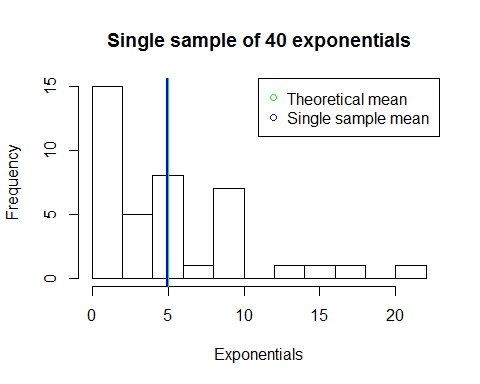 Single sample of 40 exponentials
Theoretical mean
Single sample mean
Frequency
15
10
5
0
0 5 10 15 20
Exponentials